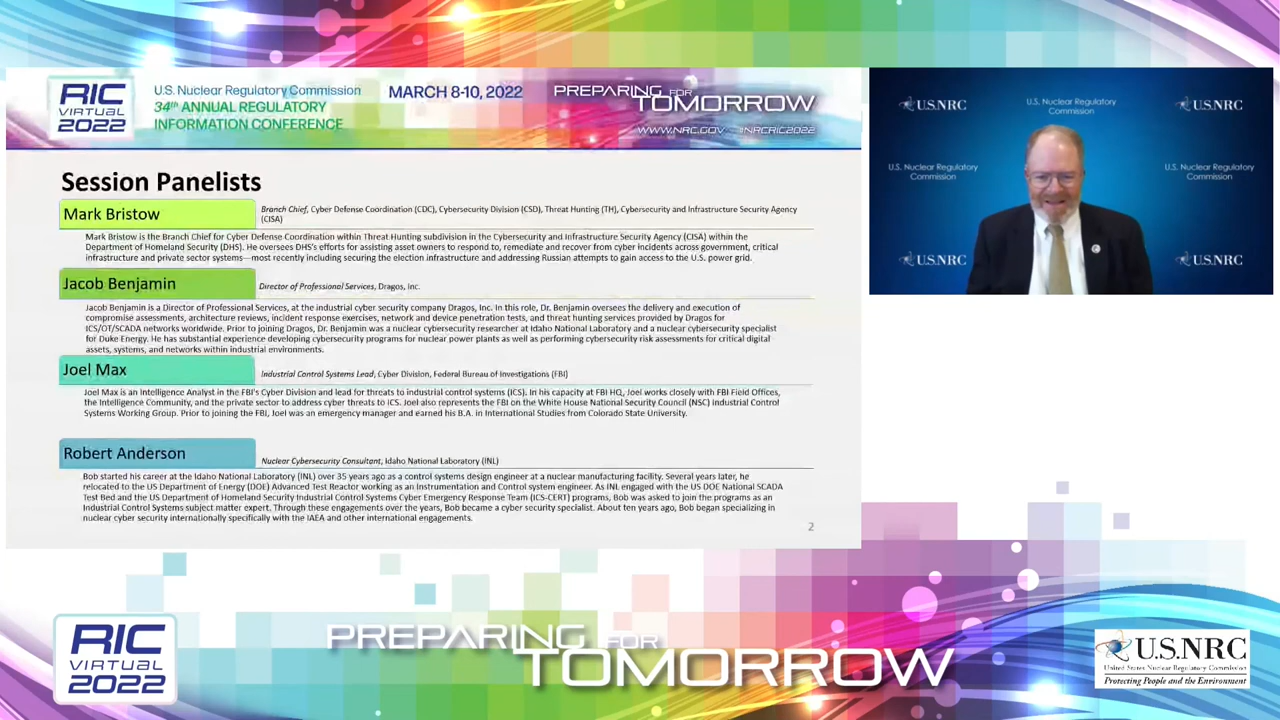 RIC
VIRTUAL
2022
U.S. Nuclear Regulatory Commission
34th ANNUAL REGULATORY
INFORMATION CONFERENCE
MARCH 8-10, 2022
PREPARING FOR
TOMORROW
WWW.NRC.GOV #NRCRIC2022
Session Panelists
Mark Bristow
Branch Chief, Cyber Defense Coordination (CDC), Cybersecurity Division (CSD), Threat Hunting (TH), Cybersecurity and Infrastructure Security Agency
(CISA)
Mark Bristow is the Branch Chief for Cyber Defense Coordination within Threat Hunting subdivision in the Cybersecurity and Infrastructure Security Agency (CISA) within the
Department of Homeland Security (DHS). He oversees DHS's efforts for assisting asset owners to respond to, remediate and recover from cyber incidents across government, critical
infrastructure and private sector systems—most recently including securing the election infrastructure and addressing Russian attempts to gain access to the U.S. power grid.
Jacob Benjamin
Director of Professional Services, Dragos, Inc.
Jacob Benjamin is a Director of Professional Services, at the industrial cyber security company Dragos, Inc. In this role, Dr. Benjamin oversees the delivery and execution of
compromise assessments, architecture reviews, incident response exercises, network and device penetration tests, and threat hunting services provided by Dragos for
ICS/OT/SCADA networks worldwide. Prior to joining Dragos, Dr. Benjamin was a nuclear cybersecurity researcher at Idaho National Laboratory and a nuclear cybersecurity specialist
for Duke Energy. He has substantial experience developing cybersecurity programs for nuclear power plants as well as performing cybersecurity risk assessments for critical digital
assets, systems, and networks within industrial environments.
Joel Max
Industrial Control Systems Lead, Cyber Division, Federal Bureau of Investigations (FBI)
Joel Max is an Intelligence Analyst in the FBI's Cyber Division and lead for threats to industrial control systems (ICS). In his capacity at FBI HQ, Joel works closely with FBI Field Offices,
the Intelligence Community, and the private sector to address cyber threats to ICS. Joel also represents the FBI on the White House National Security Council (NSC) Industrial Control
Systems Working Group. Prior to joining the FBI, Joel was an emergency manager and earned his B.A. in International Studies from Colorado State University.
Robert Anderson
Nuclear Cybersecurity Consultant, Idaho National Laboratory (INL)
Bob started his career at the Idaho National Laboratory (INL) over 35 years ago as a control systems design engineer at a nuclear manufacturing facility. Several years later, he
relocated to the US Department of Energy (DOE) Advanced Test Reactor working as an Instrumentation and Control system engineer. As INL engaged with the US DOE National SCADA
Test Bed and the US Department of Homeland Security Industrial Control Systems Cyber Emergency Response Team (ICS-CERT) programs, Bob was asked to join the programs as an
Industrial Control Systems subject matter expert. Through these engagements over the years, Bob became a cyber security specialist. About ten years ago, Bob began specializing in
nuclear cyber security internationally specifically with the IAEA and other international engagements.
2
U.S.NRC
U.S. Nuclear Regulatory
Commission
U.S.NRC
U.S. Nuclear Regulatory
Commission
U.S. Nuclear Regulatory
Commission
U.S.NRC
U.S.NRC
RIC
VIRTUAL
2022
PREPARING FOR
TOMORROW
U.S.NRC
United States Nuclear Regulatory Commission
Protecting People and the Environment